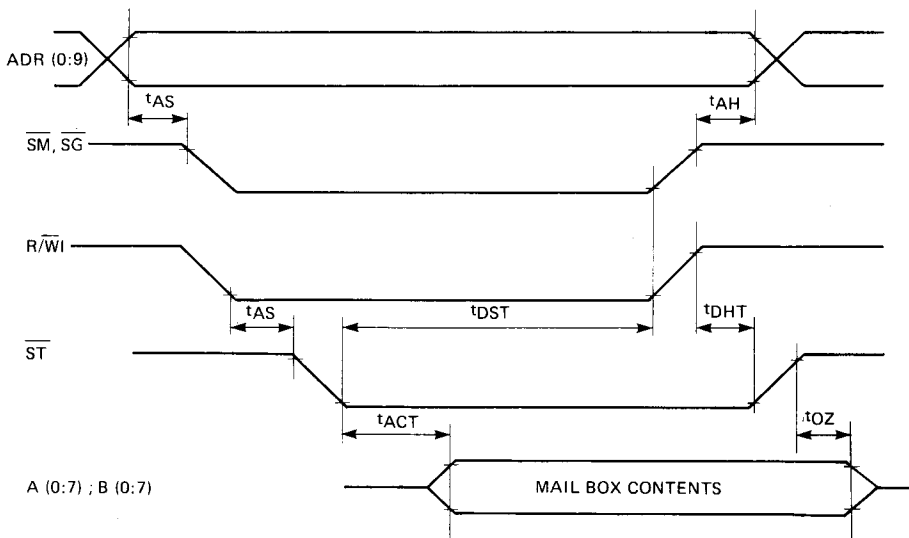 ADR (0:9)
tAS
tAH
SM, SG
R/WI
tAS
tDST
tDHT
ST
tACT
tOZ
A (0:7) ; B (0:7)
MAIL BOX CONTENTS